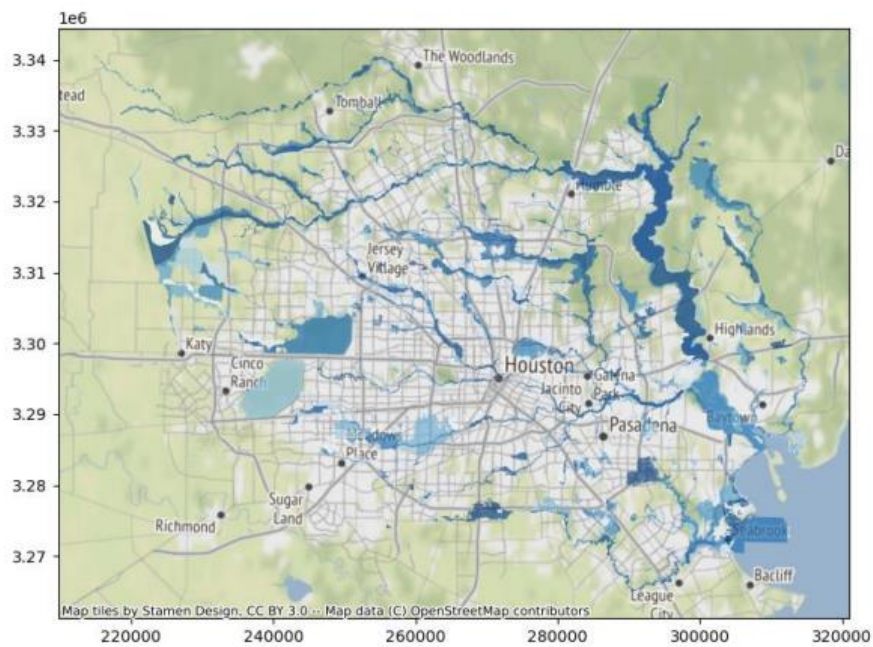 1e6
The Woodlands
3.34
tead
Tomball
3.33
Da
3.32
Humble
Jersey
Village
3.31
Highlands
3.30
Katy
Houston
Cinco
Ranch
Galena
Park
Jacinto
City
3.29
Baytown
Pasadena
Meadows
Place
3.28
Sugar
Land
Richmond
Seabrook
3.27
Bacliff
League
City
Map tiles by Stamen Design, CC BY 3.0 -- Map data (C) OpenStreetMap contributors
220000
240000
260000
280000
300000
320000